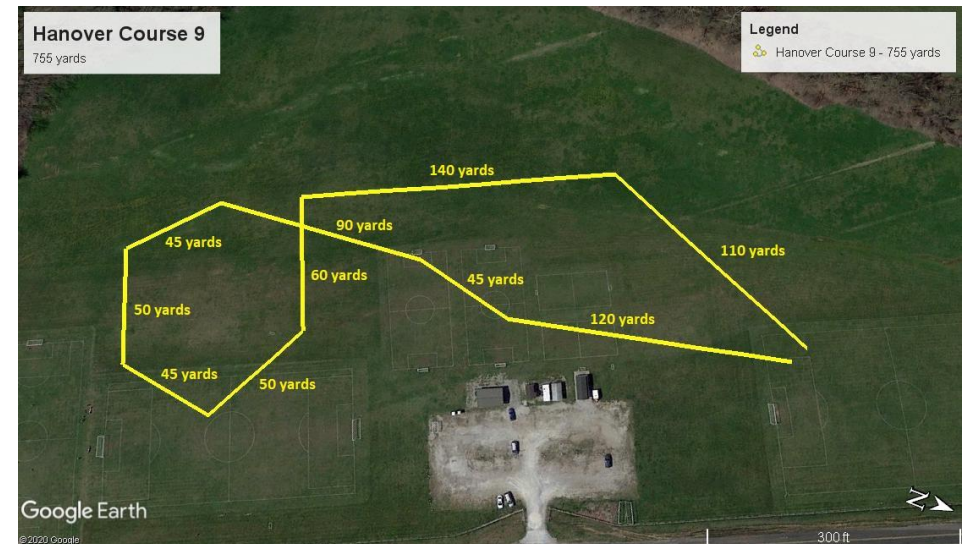 Hanover Course 9
755 yards
Legend
Hanover Course 9 - 755 yards
140 yards
90 yards
45 yards
110 yards
60 yards
45 yards
50 yards
120 yards
45 yards
50 yards
Google Earth
N
©2020 Google
300 ft